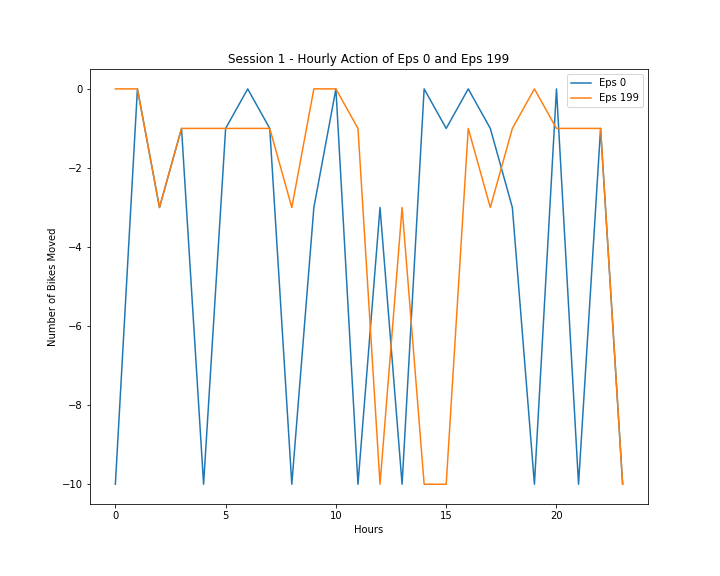 Session 1 - Hourly Action of Eps 0 and Eps 199
Eps 0
Eps 199
Number of Bikes Moved
0
−2
−4
−6
−8
−10
0
5
10
15
20
Hours